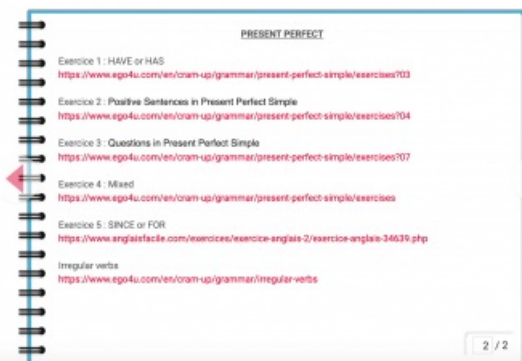 PRESENT PERFECT
Exercice 1 : HAVE or HAS
https://www.ego4u.com/en/cram-up/grammar/present-perfect-simple/exercises?03
Exercice 2 : Positive Sentences in Present Perfect Simple
https://www.ego4u.com/en/cram-up/grammar/present-perfect-simple/exercises?04
Exercice 3 : Questions in Present Perfect Simple
https://www.ego4u.com/en/cram-up/grammar/present-perfect-simple/exercises?07
Exercice 4 : Mixed
https://www.ego4u.com/en/cram-up/grammar/present-perfect-simple/exercises
Exercice 5 : SINCE or FOR
https://www.anglaisfacile.com/exercices/exercice-anglais-2/exercice-anglais-34639.php
Irregular verbs
https://www.ego4u.com/en/cram-up/grammar/irregular-verbs
2 / 2